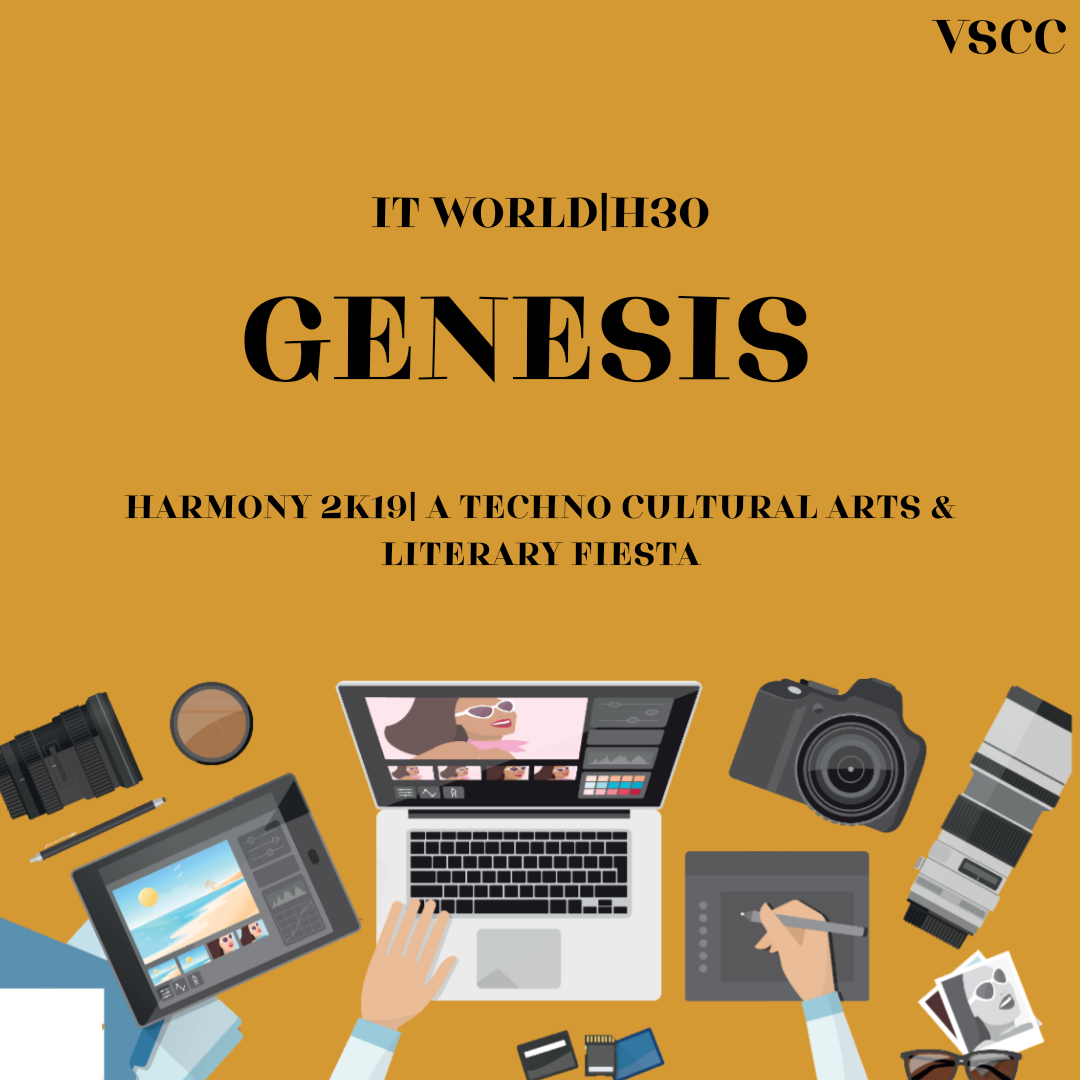 VSCC
IT WORLD|H30
GENESIS
HARMONY 2K19| A TECHNO CULTURAL ARTS &
LITERARY FIESTA